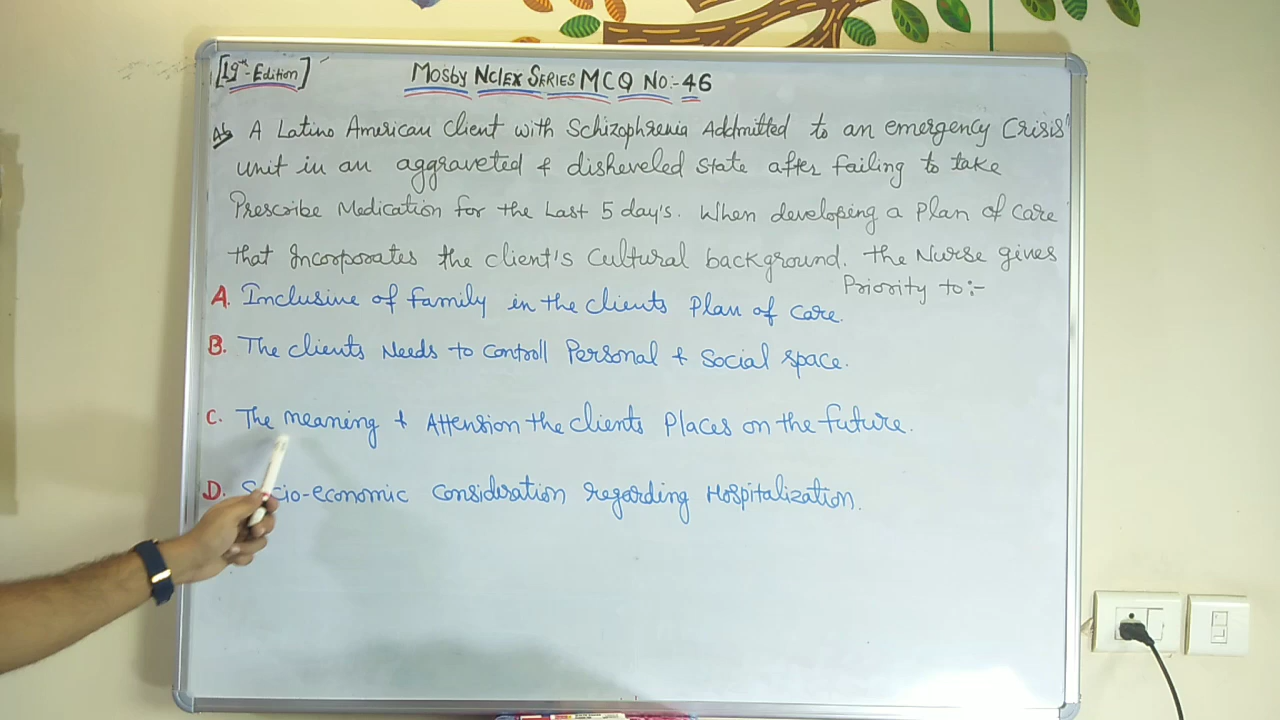 [19th-Edition]
Mosby NCLEX SERIES MCQ NO:-46
A Latino American Client with Schizophrenia Addmitted to an emergency Crisis
unit in an aggraveted & disheveled state after failing to take
Prescribe Medication for the Last 5 day's. When developing a Plan of Care
that Incorporates the client's Cultural background. the Nurse gives
Priority to:-
A. Inclusive of family in the clients Plan of care.
B. The clients Needs to controll Personal & Social space.
C. The meaning & Attension the clients Places on the future.
D. Socio-economic consideration regarding Hospitalization.